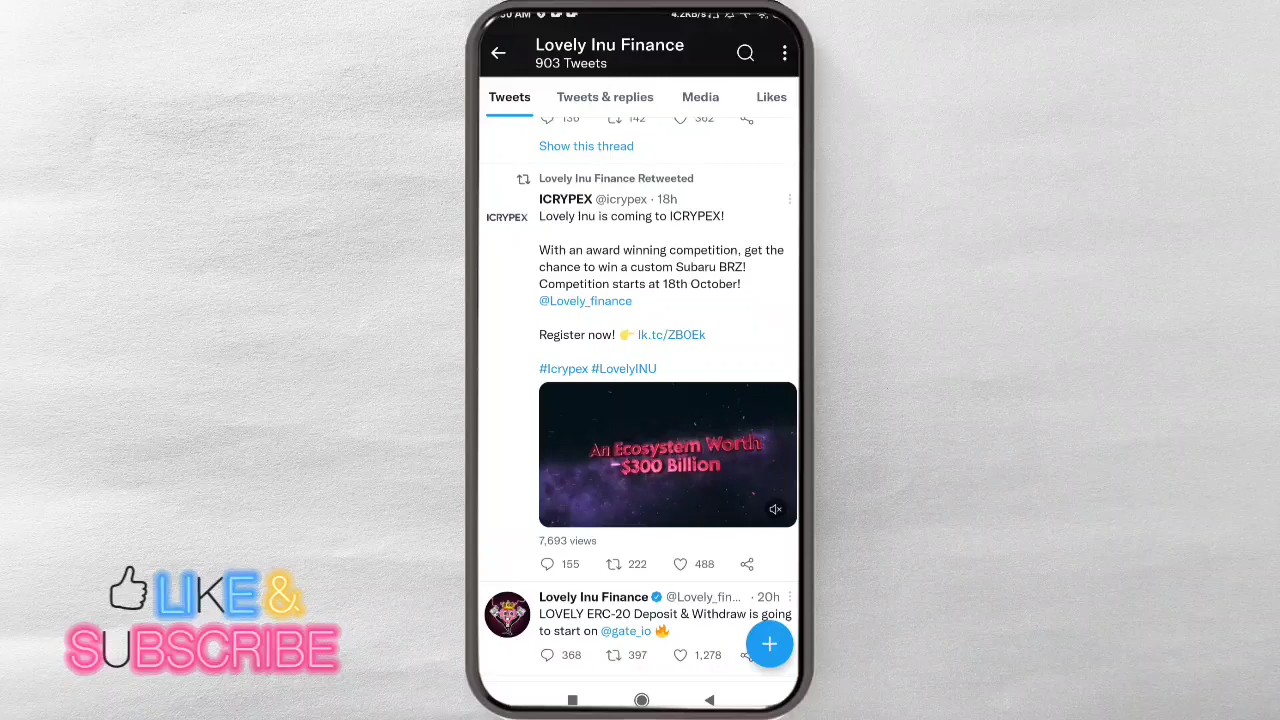 Lovely Inu Finance
903 Tweets
Tweets Tweets & replies Media Likes
136 142 362
Show this thread
Lovely Inu Finance Retweeted
ICRYPEX @icrypex · 18h
ICRYPEX
Lovely Inu is coming to ICRYPEX!
With an award winning competition, get the
chance to win a custom Subaru BRZ!
Competition starts at 18th October!
@Lovely_finance
Register now! 👉 lk.tc/ZB0Ek
#Icrypex #LovelyINU
An Ecosystem Worth
~$300 Billion
7,693 views
155 222 488
Lovely Inu Finance @Lovely_fin... · 20h
LOVELY ERC-20 Deposit & Withdraw is going
to start on @gate_io 🔥
368 397 1,278
LIKE &
SUBSCRIBE